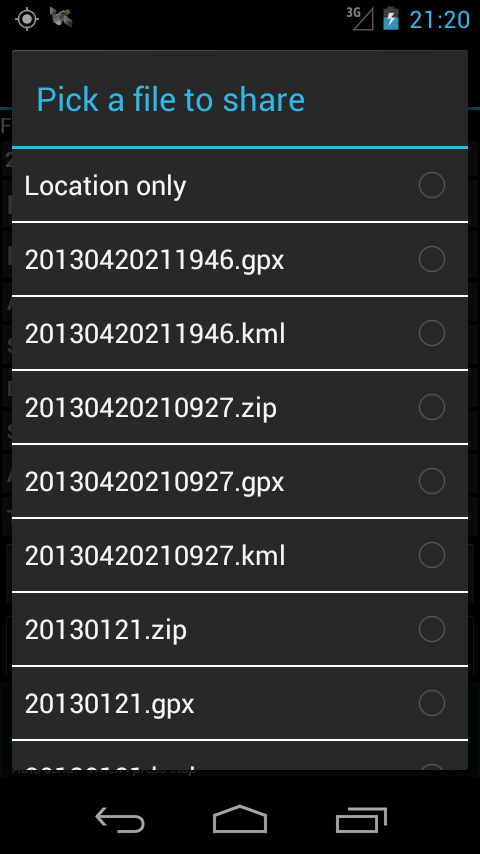 3G 21:20
Pick a file to share
Location only
20130420211946.gpx
20130420211946.kml
20130420210927.zip
20130420210927.gpx
20130420210927.kml
20130121.zip
20130121.gpx